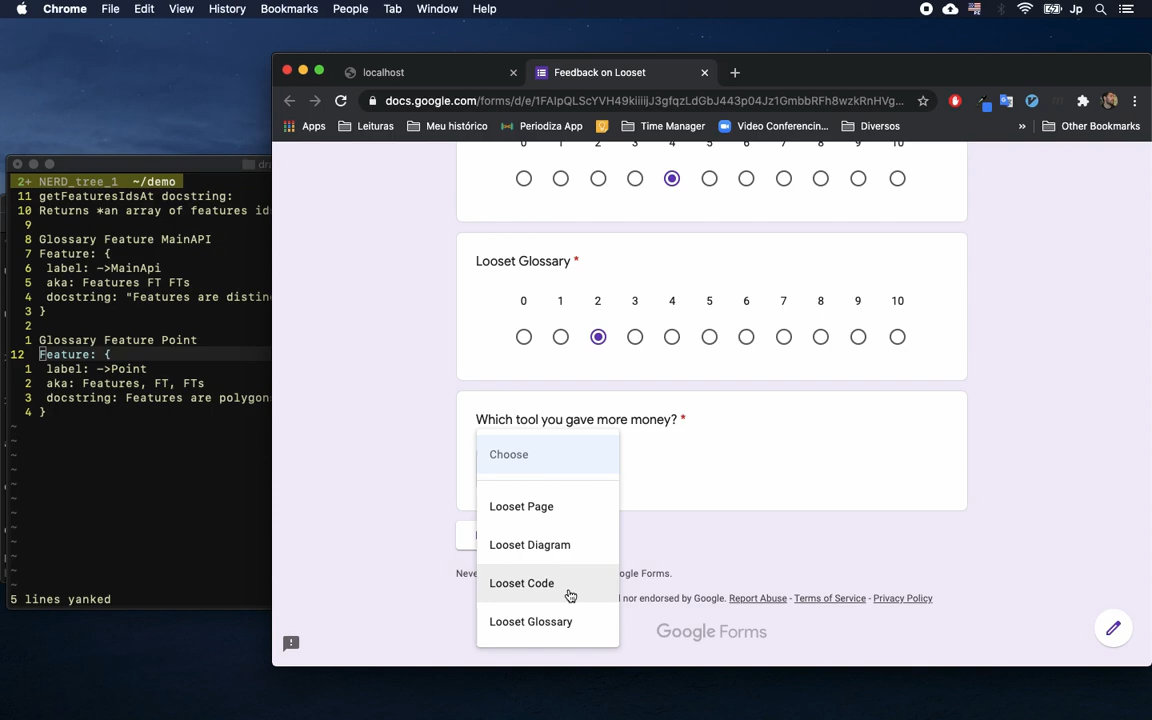 Chrome File Edit View History Bookmarks People Tab Window Help
Jp
localhost
Feedback on Looset
docs.google.com/forms/d/e/1FAIpQLScYVH49kiiiijJ3gfqzLdGbJ443p04Jz1GmbbRFh8wzkRnHVg...
Apps Leituras Meu histórico Periodiza App Time Manager Video Conferencin... Diversos » Other Bookmarks
2+ NERD_tree_1 ~/demo
11 getFeaturesIdsAt docstring:
10 Returns *an array of features id
9
8 Glossary Feature MainAPI
7 Feature: {
6 label: ->MainApi
5 aka: Features FT FTs
4 docstring: "Features are distin
3 }
2
1 Glossary Feature Point
12 Feature: {
1 label: ->Point
2 aka: Features, FT, FTs
3 docstring: Features are polygon
4 }
~
~
~
~
~
~
~
~
~
~
~
~
5 lines yanked
0 1 2 3 4 5 6 7 8 9 10
Looset Glossary *
0 1 2 3 4 5 6 7 8 9 10
Which tool you gave more money? *
Choose
Looset Page
Looset Diagram
Looset Code
Looset Glossary
Neve
ogle Forms.
nor endorsed by Google. Report Abuse - Terms of Service - Privacy Policy
Google Forms